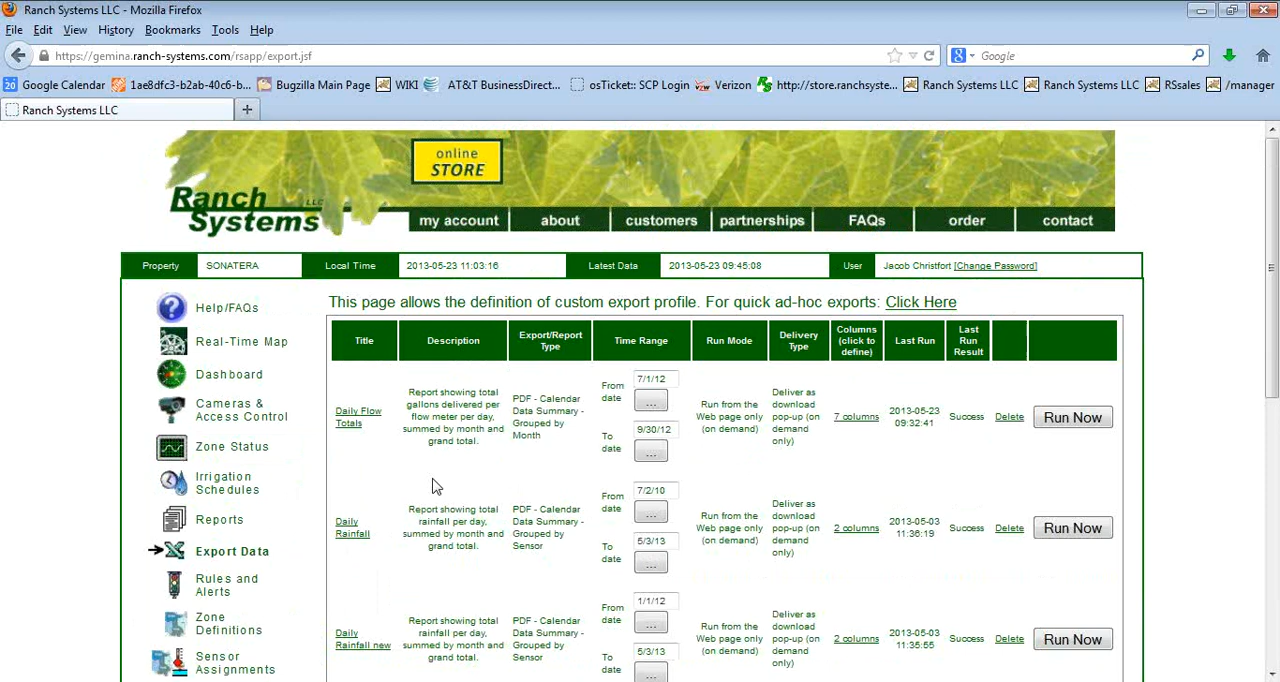 Ranch Systems LLC - Mozilla Firefox
File Edit View History Bookmarks Tools Help
https://gemina.ranch-systems.com/rsapp/export.jsf
Google
Google Calendar 1ae8dfc3-b2ab-40c6-b... Bugzilla Main Page WIKI AT&T BusinessDirect... osTicket:: SCP Login Verizon http://store.ranchsyste... Ranch Systems LLC Ranch Systems LLC RSsales /manager
Ranch Systems LLC
online
STORE
Ranch LLC
Systems
my account about customers partnerships FAQs order contact
Property SONATERA Local Time 2013-05-23 11:03:16 Latest Data 2013-05-23 09:45:08 User Jacob Christfort [Change Password]
Help/FAQs
Real-Time Map
Dashboard
Cameras &
Access Control
Zone Status
Irrigation
Schedules
Reports
Export Data
Rules and
Alerts
Zone
Definitions
Sensor
Assignments
This page allows the definition of custom export profile. For quick ad-hoc exports: Click Here
Title
Description
Export/Report
Type
Time Range
Run Mode
Delivery
Type
Columns
(click to
define)
Last Run
Last
Run
Result
Daily Flow
Totals
Report showing total
gallons delivered per
flow meter per day,
summed by month and
grand total.
PDF - Calendar
Data Summary -
Grouped by
Month
From
date
7/1/12
...
To
date
9/30/12
...
Run from the
Web page only
(on demand)
Deliver as
download
pop-up (on
demand
only)
7 columns
2013-05-23
09:32:41
Success
Delete
Run Now
Daily
Rainfall
Report showing total
rainfall per day,
summed by month and
grand total.
PDF - Calendar
Data Summary -
Grouped by
Sensor
From
date
7/2/10
...
To
date
5/3/13
...
Run from the
Web page only
(on demand)
Deliver as
download
pop-up (on
demand
only)
2 columns
2013-05-03
11:36:19
Success
Delete
Run Now
Daily
Rainfall new
Report showing total
rainfall per day,
summed by month and
grand total.
PDF - Calendar
Data Summary -
Grouped by
Sensor
From
date
1/1/12
...
To
date
5/3/13
...
Run from the
Web page only
(on demand)
Deliver as
download
pop-up (on
demand
only)
2 columns
2013-05-03
11:35:55
Success
Delete
Run Now